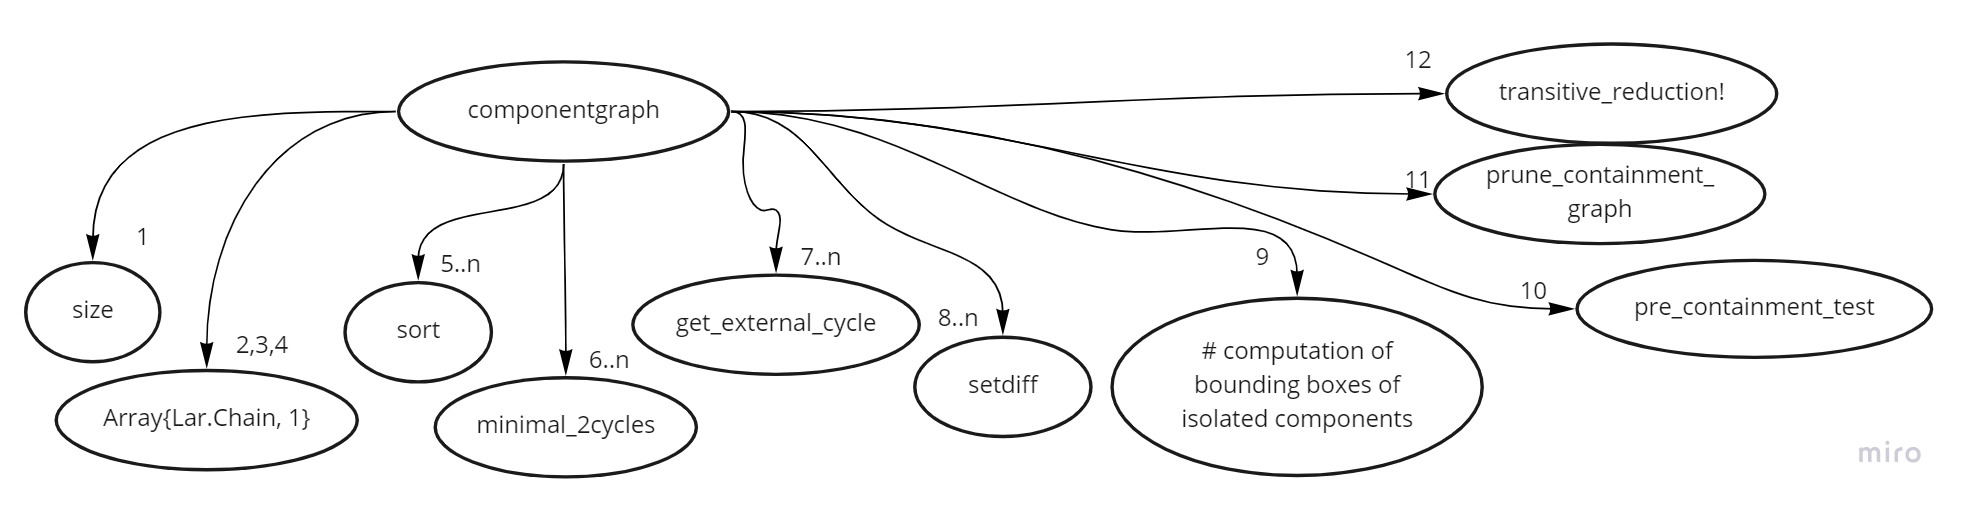 componentgraph
12
transitive_reduction!
11
prune_containment_
graph
1
size
2,3,4
Array{Lar.Chain, 1}
5..n
sort
6..n
minimal_2cycles
7..n
get_external_cycle
8..n
setdiff
9
# computation of
bounding boxes of
isolated components
10
pre_containment_test
miro